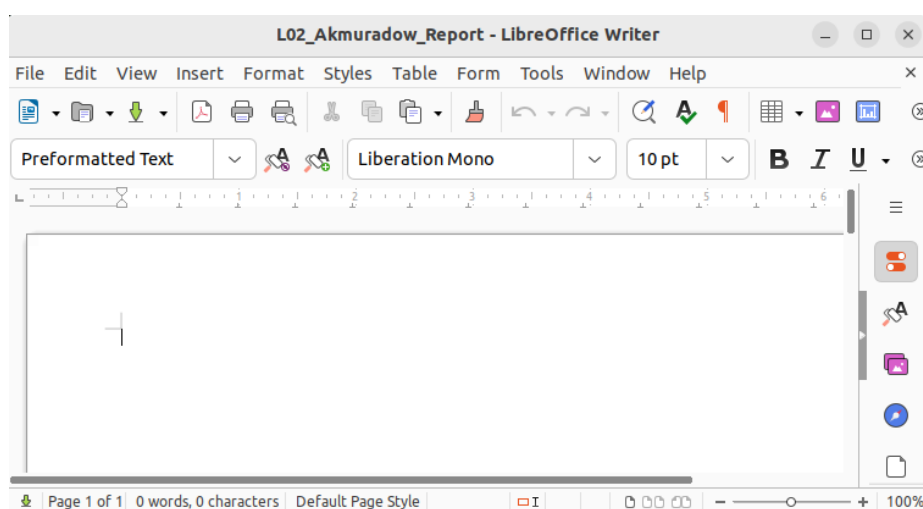 L02_Akmuradow_Report - LibreOffice Writer
File Edit View Insert Format Styles Table Form Tools Window Help
Preformatted Text Liberation Mono 10 pt B I U
1 2 3 4 5 6
Page 1 of 1 0 words, 0 characters Default Page Style 100%